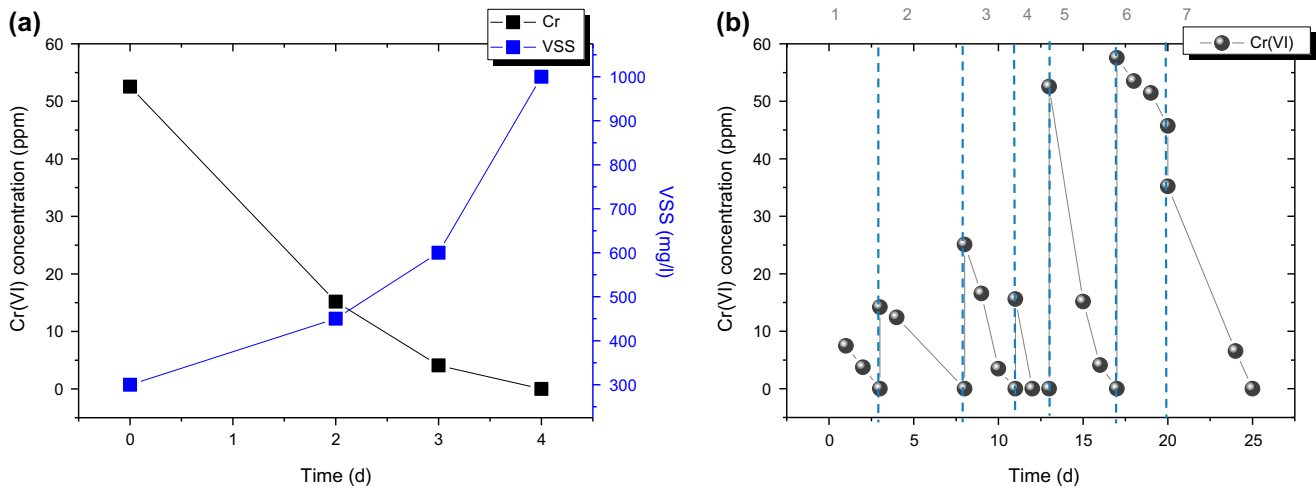 (a)
Cr
VSS
60
50
40
30
20
10
0
Cr(VI) concentration (ppm)
1000
900
800
700
600
500
400
300
VSS (mg/l)
0 1 2 3 4
Time (d)
(b)
1 2 3 4 5 6 7
Cr(VI)
60
50
40
30
20
10
0
Cr(VI) concentration (ppm)
0 5 10 15 20 25
Time (d)